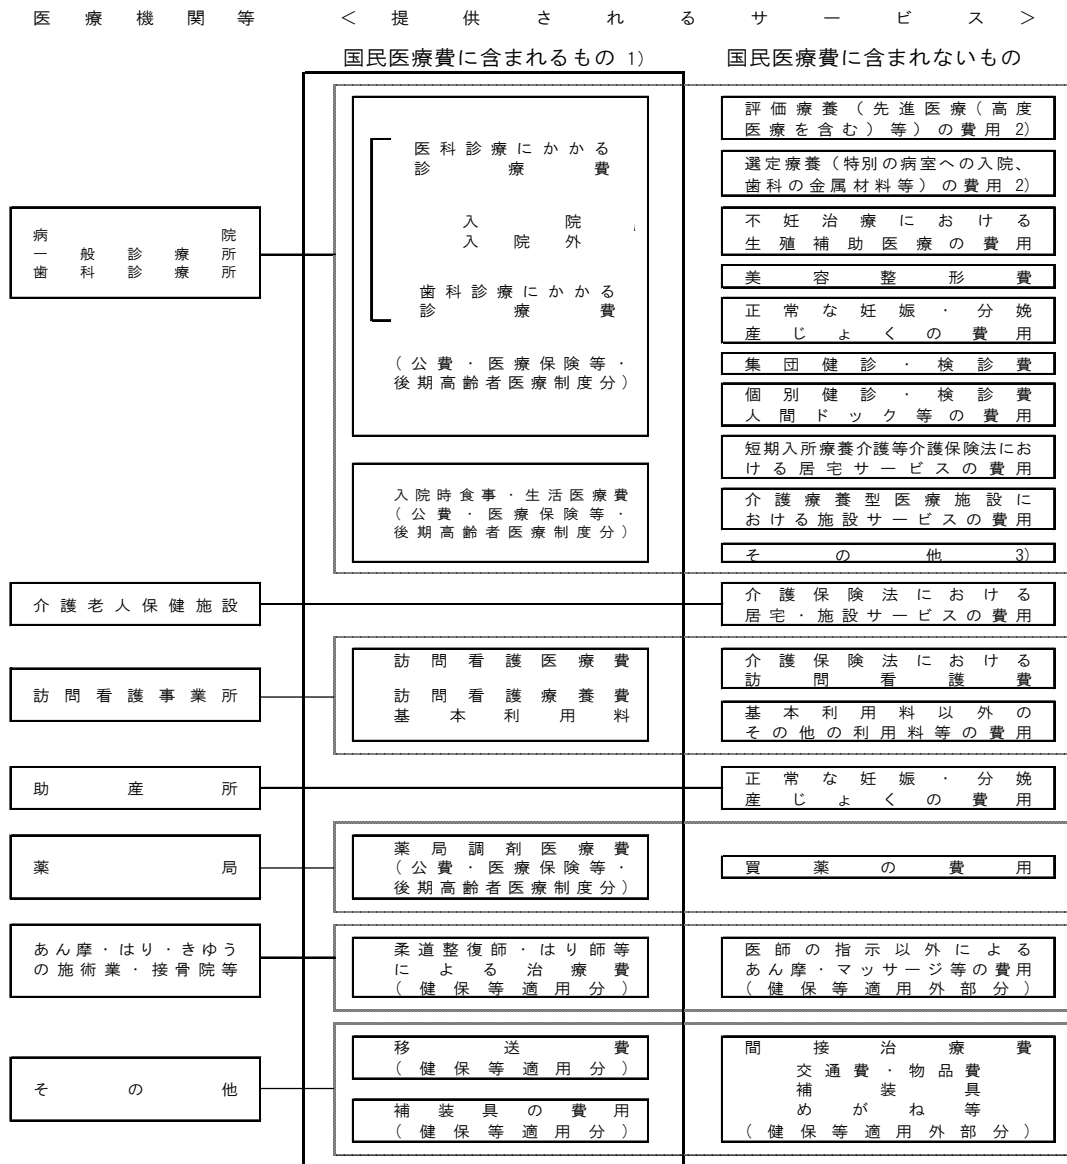 医療機関等
＜提供されるサービス＞
国民医療費に含まれるもの 1)
国民医療費に含まれないもの
病院
一般診療所
歯科診療所
医科診療にかかる
診療費
入院
入院外
歯科診療にかかる
診療費
（公費・医療保険等・
後期高齢者医療制度分）
入院時食事・生活医療費
（公費・医療保険等・
後期高齢者医療制度分）
評価療養（先進医療（高度
医療を含む）等）の費用 2)
選定療養（特別の病室への入院、
歯科の金属材料等）の費用 2)
不妊治療における
生殖補助医療の費用
美容整形費
正常な妊娠・分娩
産じょくの費用
集団健診・検診費
個別健診・検診費
人間ドック等の費用
短期入所療養介護等介護保険法にお
ける居宅サービスの費用
介護療養型医療施設に
おける施設サービスの費用
その他 3)
介護老人保健施設
介護保険法における
居宅・施設サービスの費用
訪問看護事業所
訪問看護医療費
訪問看護療養費
基本利用料
介護保険法における
訪問看護費
基本利用料以外の
その他の利用料等の費用
助産所
正常な妊娠・分娩
産じょくの費用
薬局
薬局調剤医療費
（公費・医療保険等・
後期高齢者医療制度分）
買薬の費用
あん摩・はり・きゆう
の施術業・接骨院等
柔道整復師・はり師等
による治療費
（健保等適用分）
医師の指示以外による
あん摩・マッサージ等の費用
（健保等適用外部分）
その他
移送費
（健保等適用分）
補装具の費用
（健保等適用分）
間接治療費
交通費・物品費
補装具
めがね等
（健保等適用外部分）